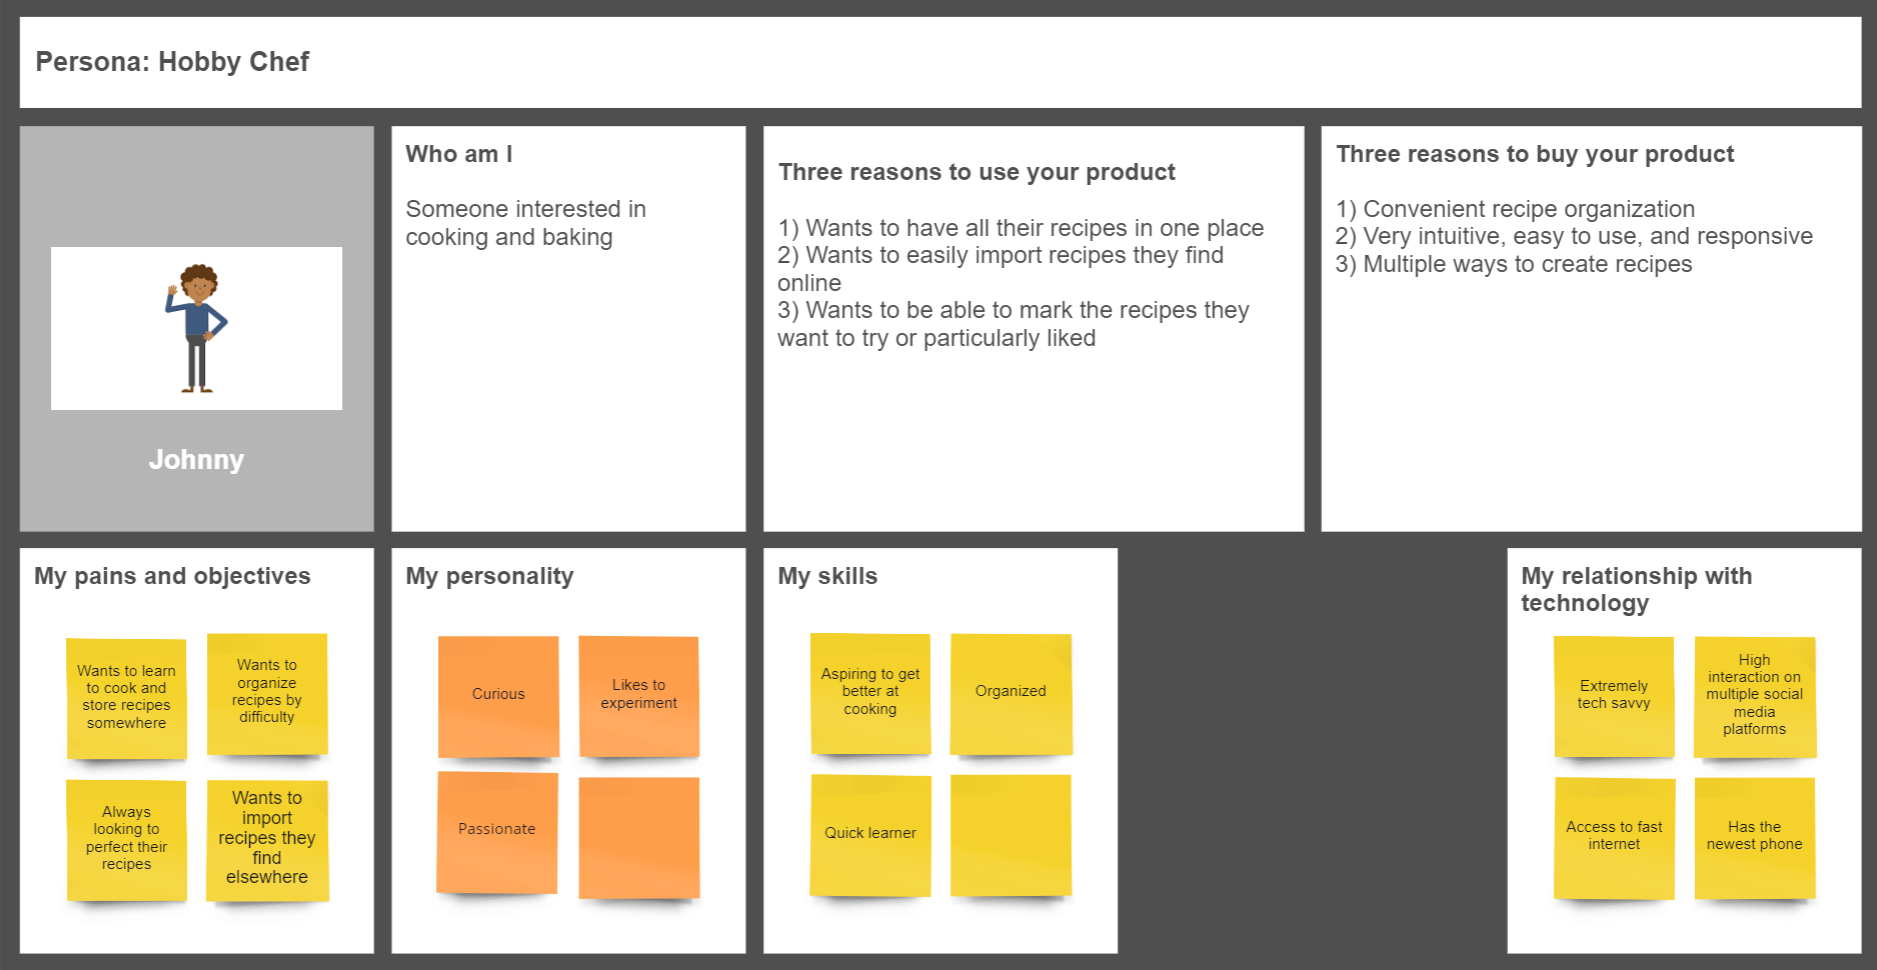 Persona: Hobby Chef
Johnny
Who am I
Someone interested in
cooking and baking
Three reasons to use your product
1) Wants to have all their recipes in one place
2) Wants to easily import recipes they find
online
3) Wants to be able to mark the recipes they
want to try or particularly liked
Three reasons to buy your product
1) Convenient recipe organization
2) Very intuitive, easy to use, and responsive
3) Multiple ways to create recipes
My pains and objectives
Wants to learn
to cook and
store recipes
somewhere
Wants to
organize
recipes by
difficulty
Always
looking to
perfect their
recipes
Wants to
import
recipes they
find
elsewhere
My personality
Curious
Likes to
experiment
Passionate
My skills
Aspiring to get
better at
cooking
Organized
Quick learner
My relationship with
technology
Extremely
tech savvy
High
interaction on
multiple social
media
platforms
Access to fast
internet
Has the
newest phone